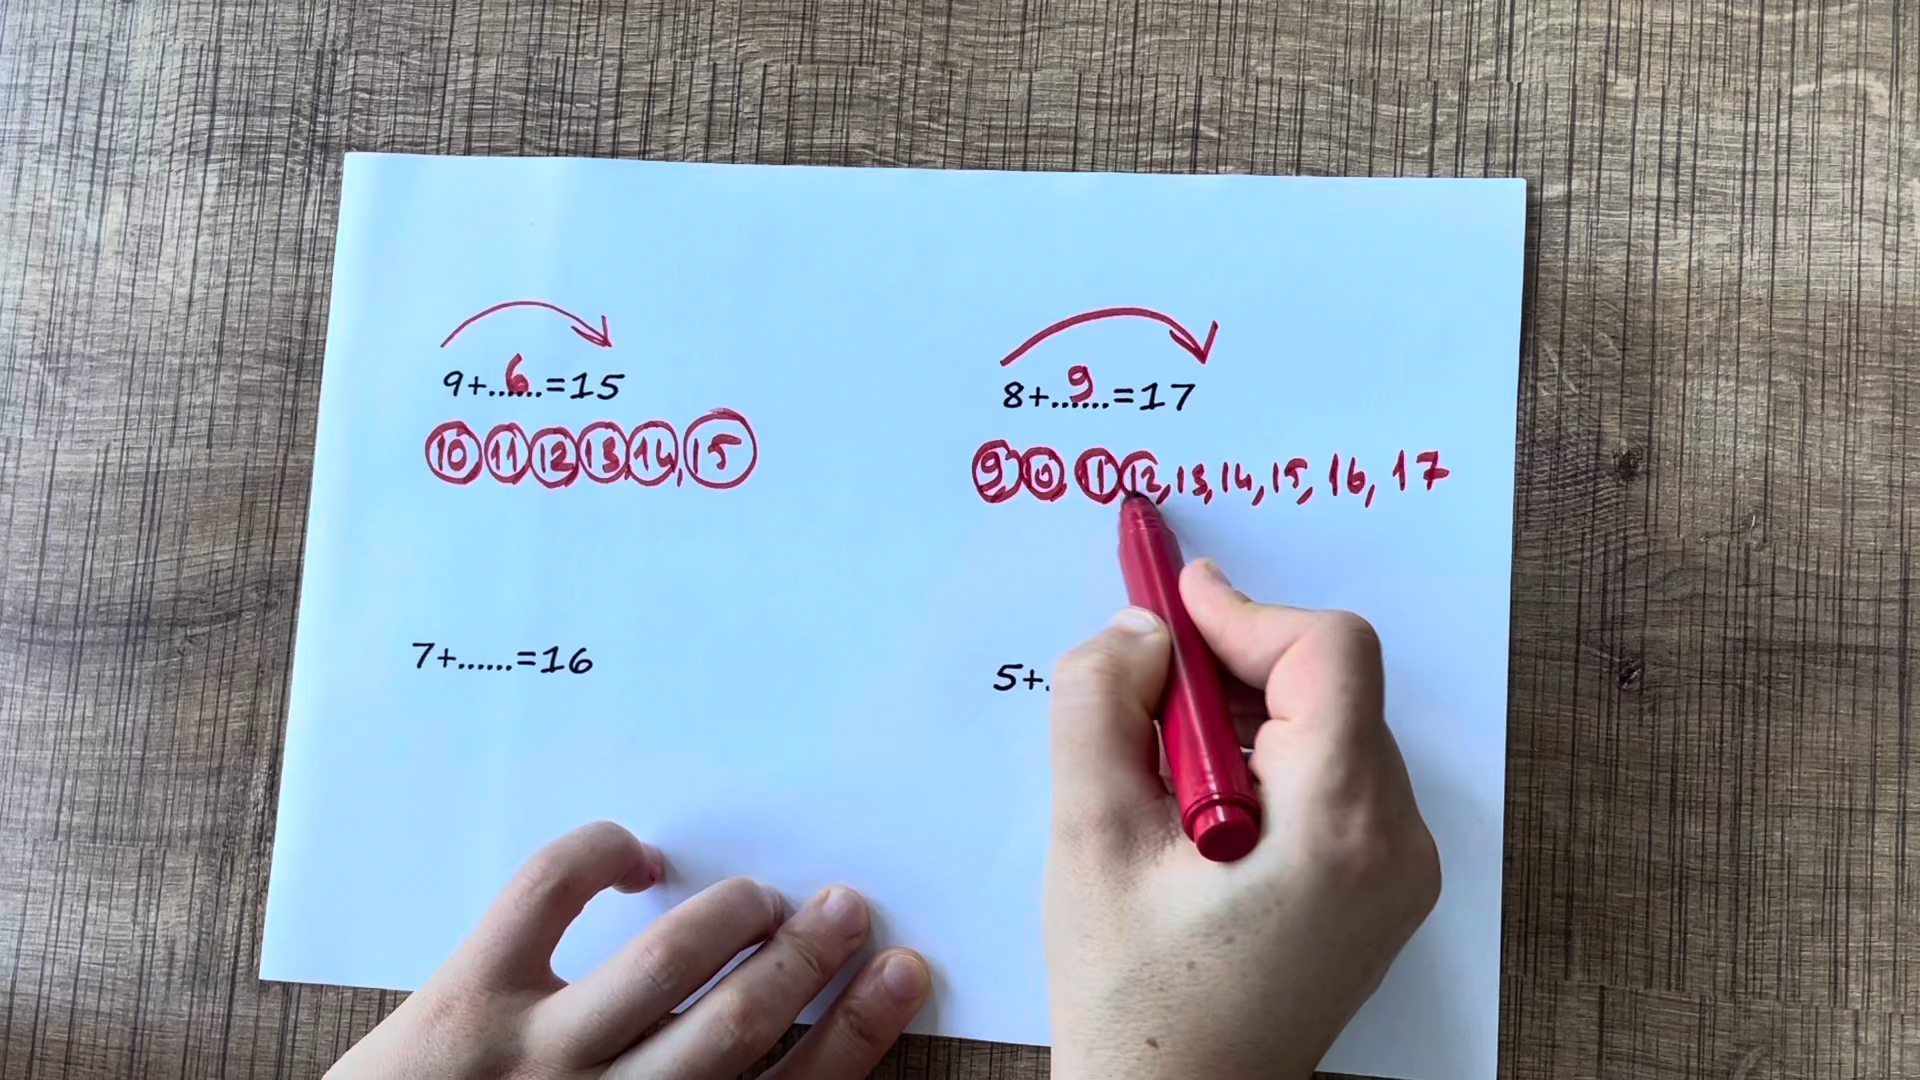 9+..6..=15
10 11 12 13, 14, 15
8+..9..=17
9 10 11 12, 13, 14, 15, 16, 17
7+......=16
5+.